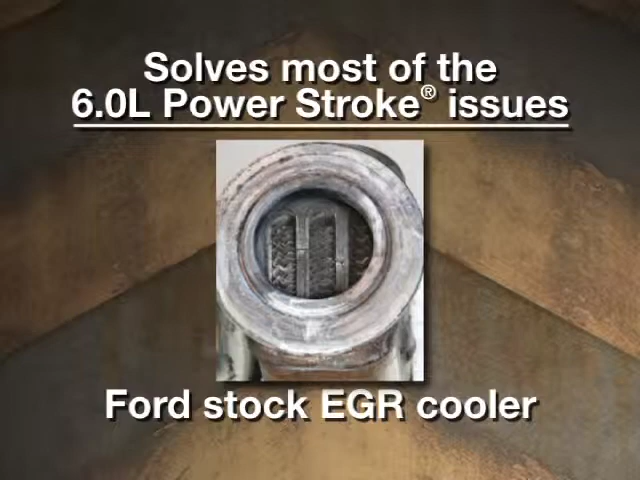 Solves most of the
6.0L Power Stroke® issues
Ford stock EGR cooler